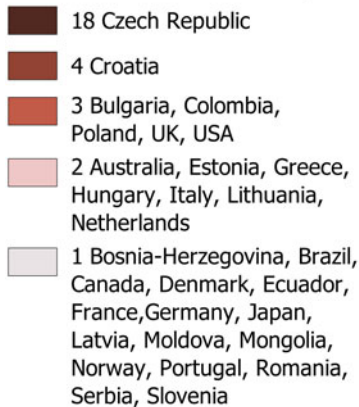 18 Czech Republic
4 Croatia
3 Bulgaria, Colombia,
Poland, UK, USA
2 Australia, Estonia, Greece,
Hungary, Italy, Lithuania,
Netherlands
1 Bosnia-Herzegovina, Brazil,
Canada, Denmark, Ecuador,
France,Germany, Japan,
Latvia, Moldova, Mongolia,
Norway, Portugal, Romania,
Serbia, Slovenia